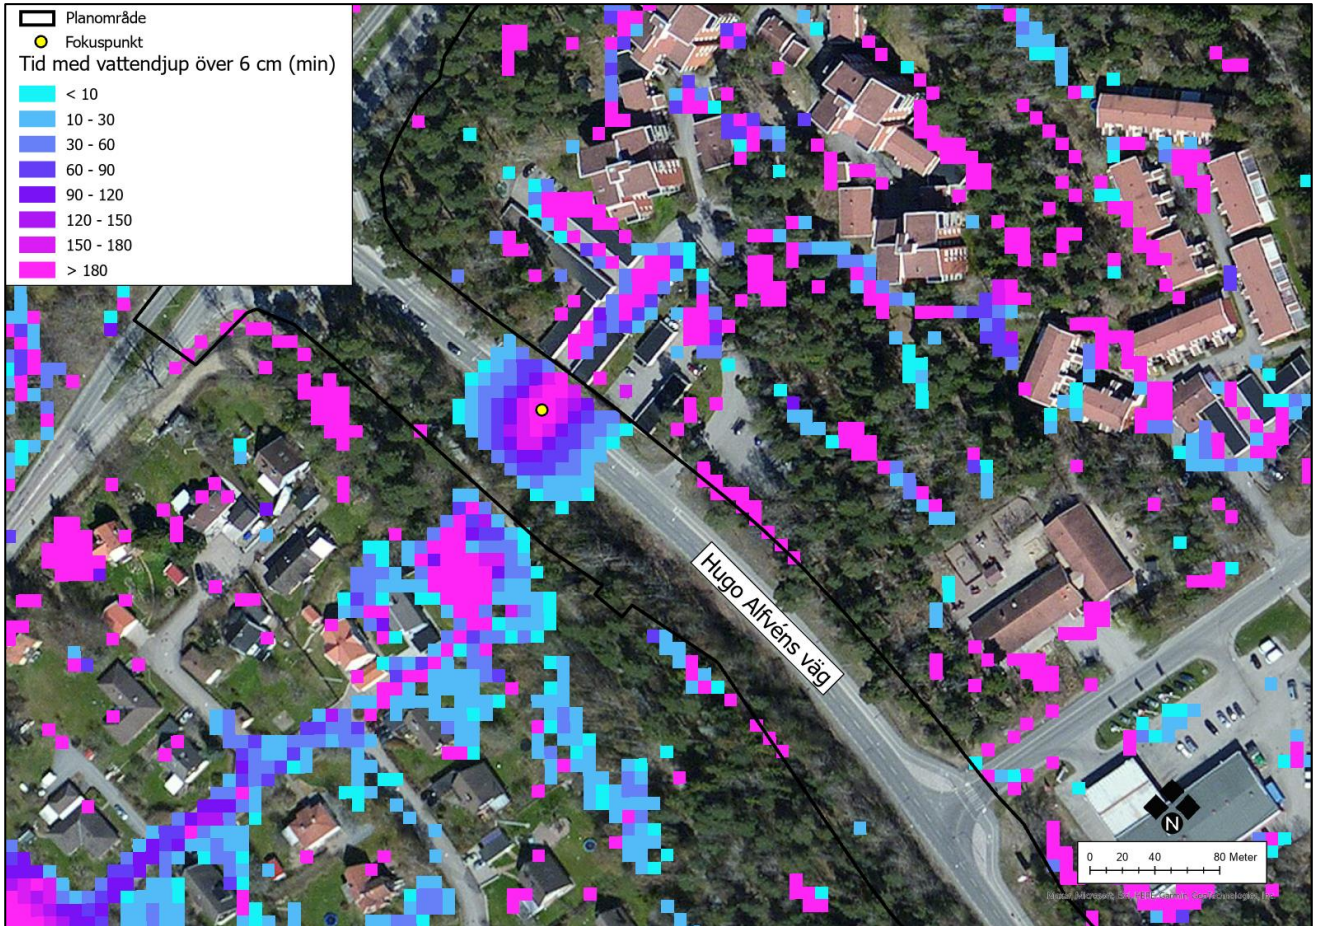 Planområde
Fokuspunkt
Tid med vattendjup över 6 cm (min)
< 10
10 - 30
30 - 60
60 - 90
90 - 120
120 - 150
150 - 180
> 180
Hugo Alfvéns väg
N
0 20 40 80 Meter